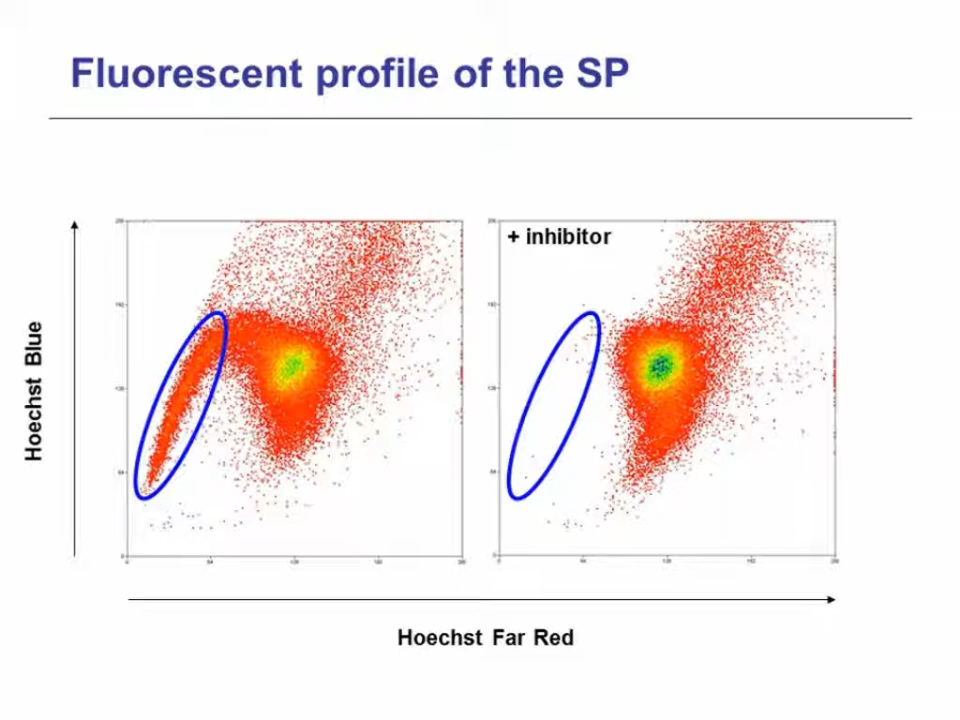 Fluorescent profile of the SP
+ inhibitor
Hoechst Blue
Hoechst Far Red